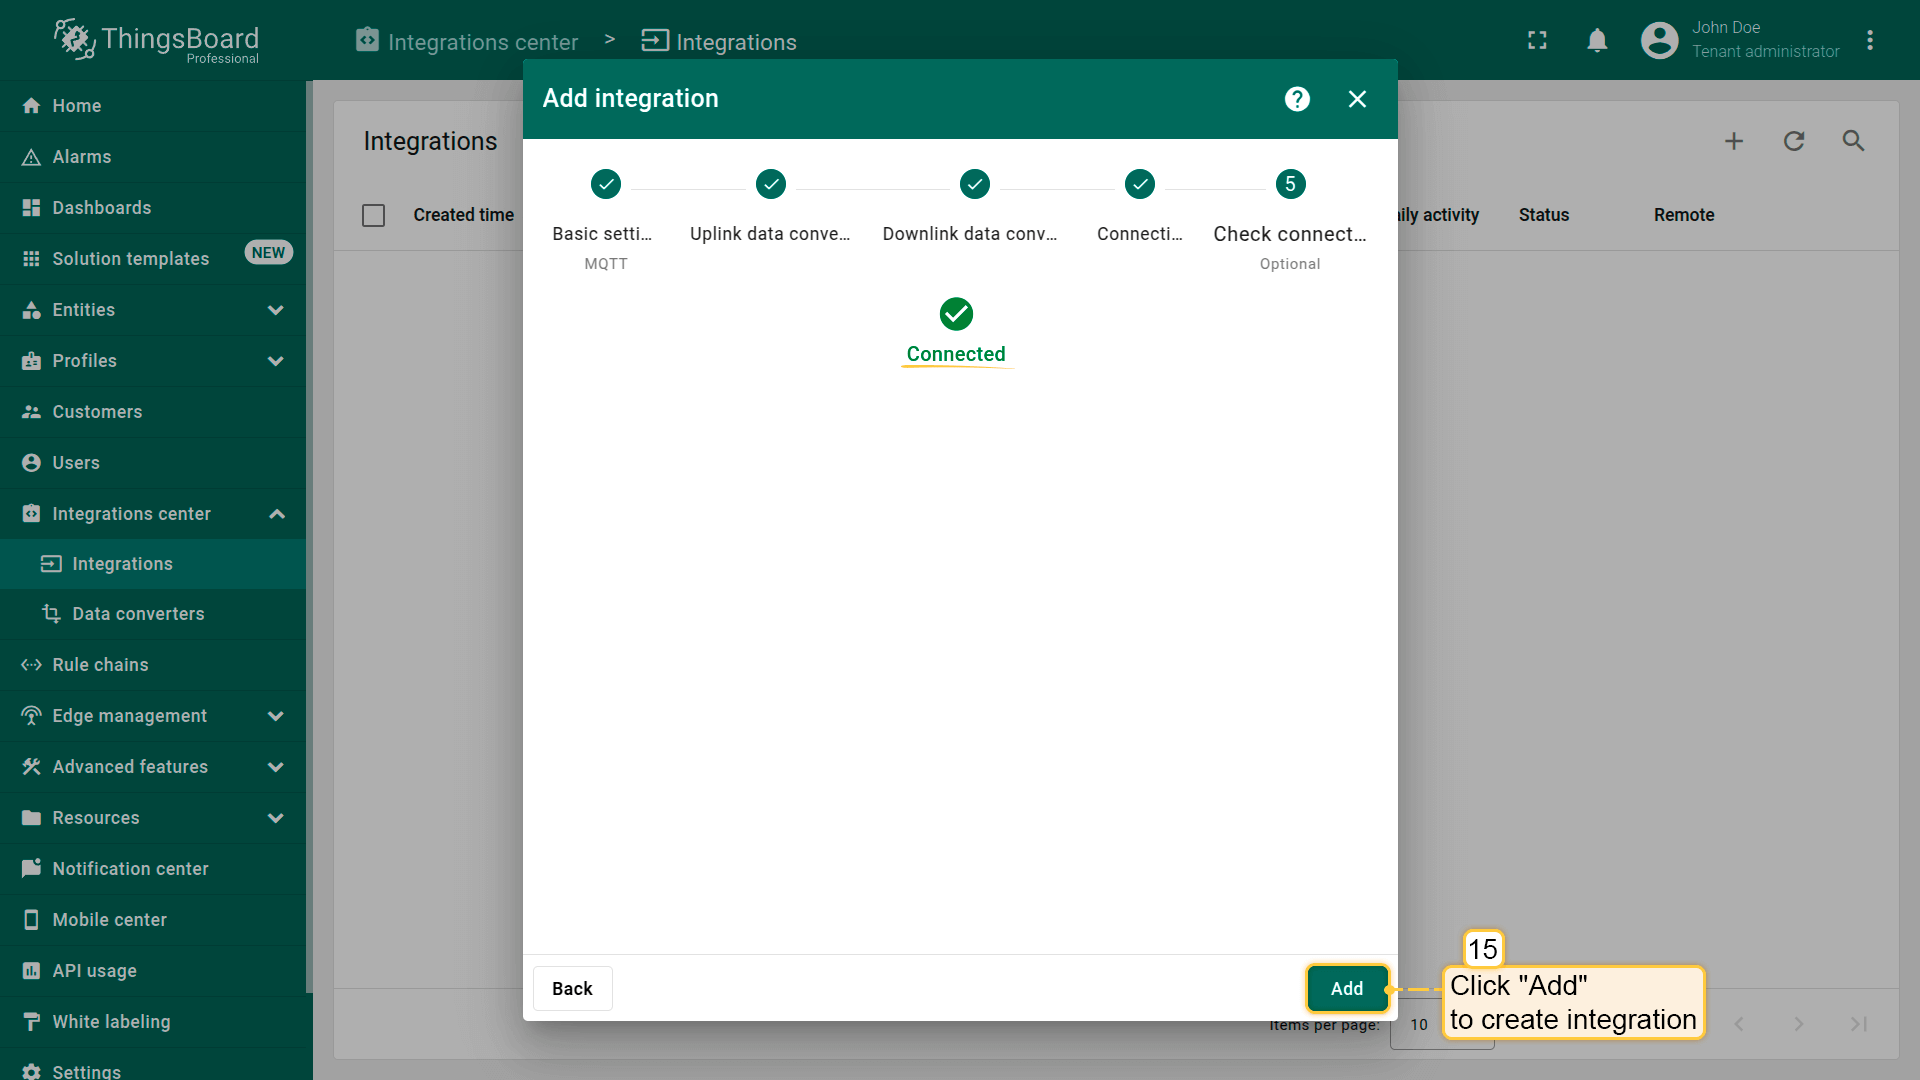 ThingsBoard
Professional
Integrations center > Integrations
John Doe
Tenant administrator
Home
Alarms
Dashboards
Solution templates
NEW
Entities
Profiles
Customers
Users
Integrations center
Integrations
Data converters
Rule chains
Edge management
Advanced features
Resources
Notification center
Mobile center
API usage
White labeling
Settings
Integrations
Created time
ily activity
Status
Remote
Add integration
5
Basic setti...
MQTT
Uplink data conve...
Downlink data conv...
Connecti...
Check connect...
Optional
Connected
Back
Add
15
Click "Add"
to create integration
Items per page:
10